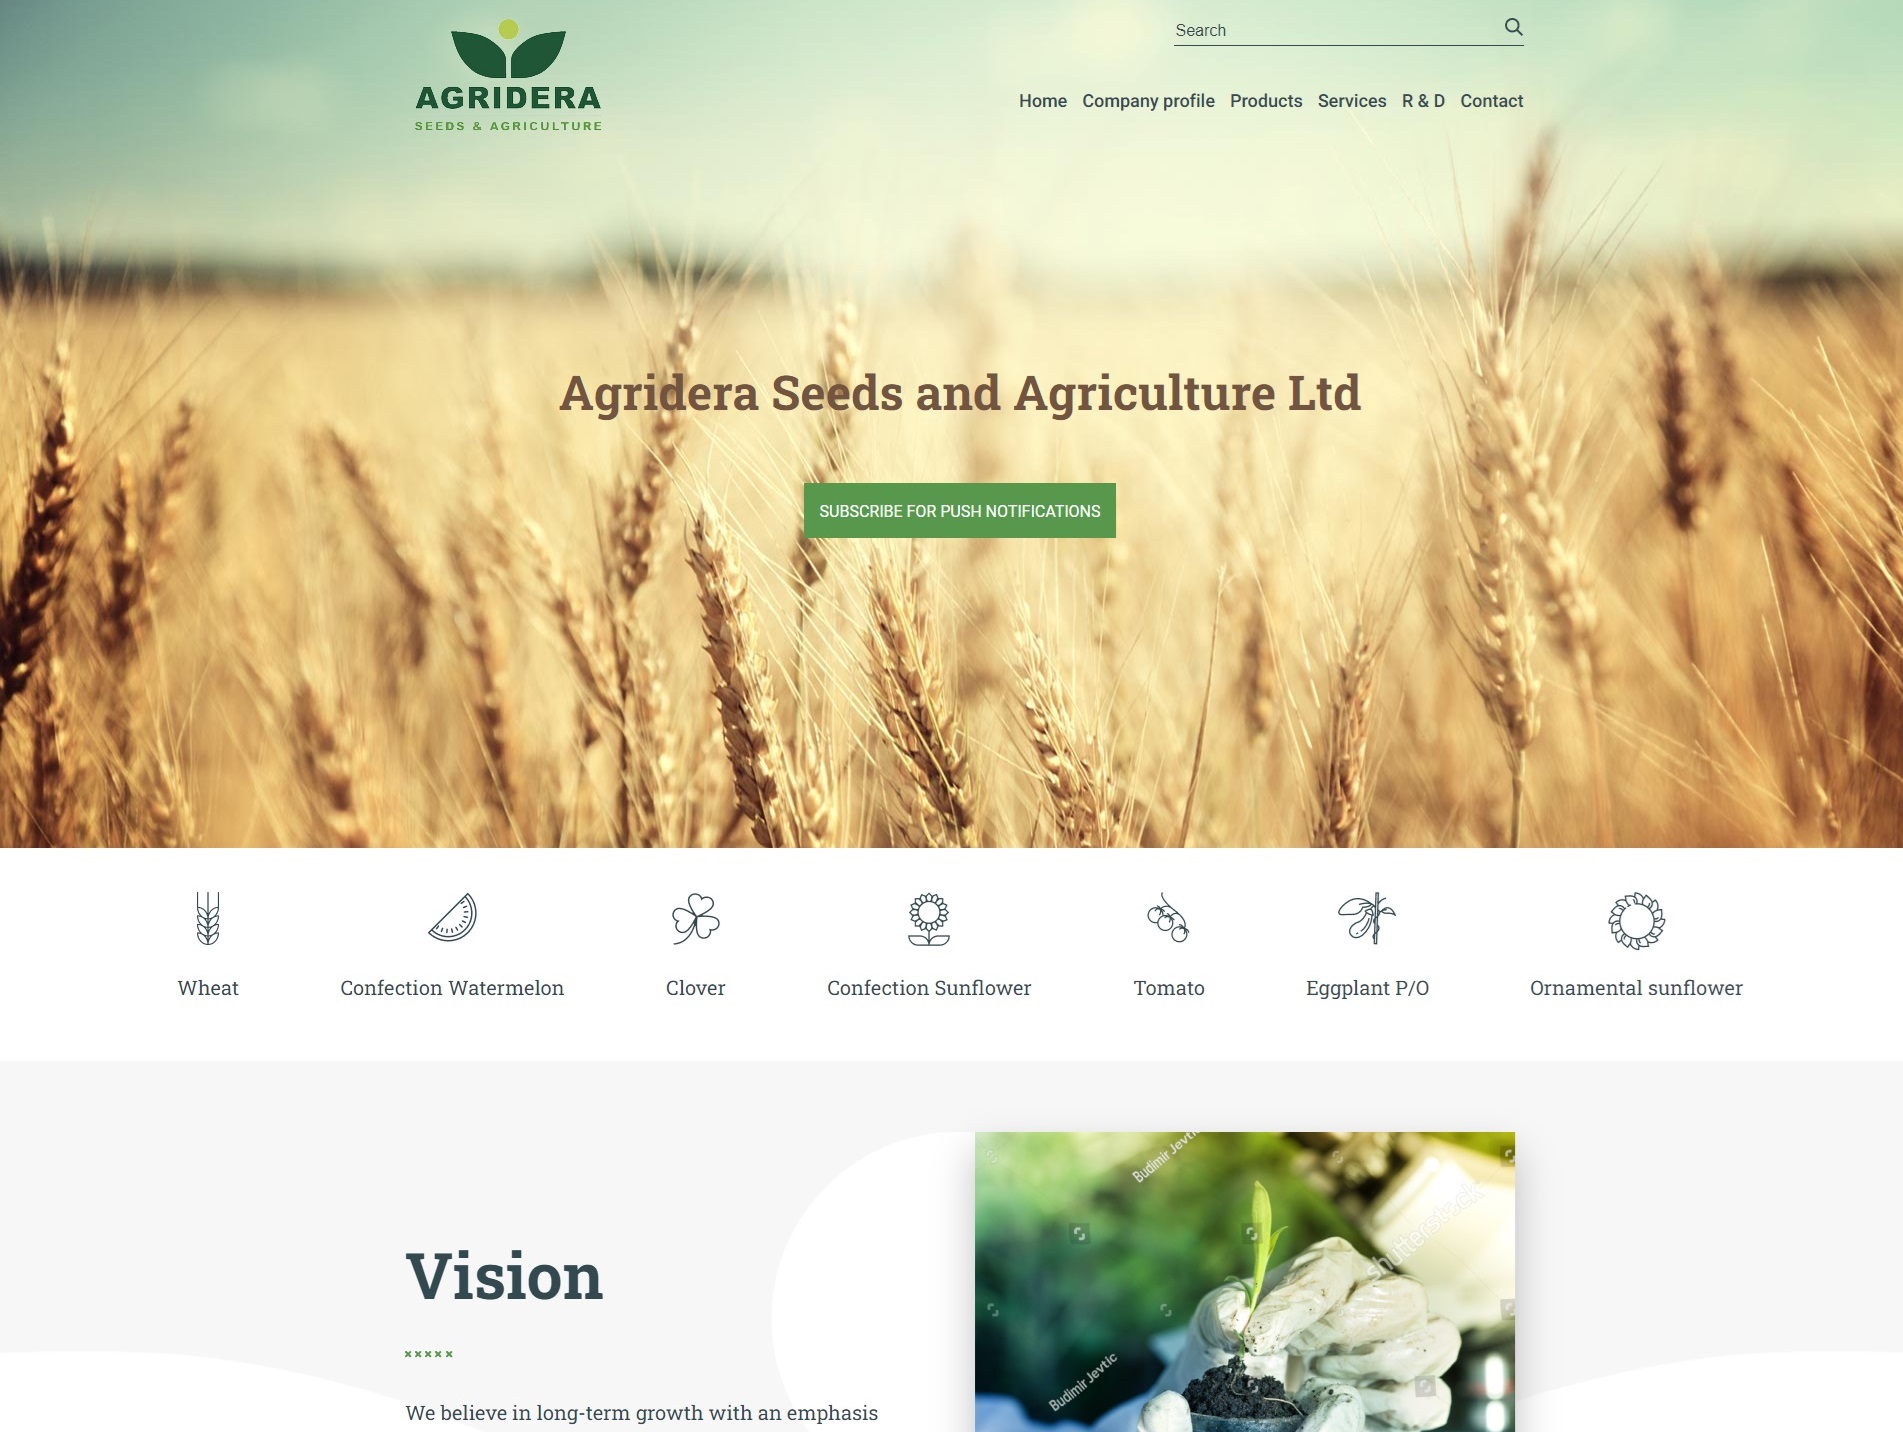 AGRIDERA
SEEDS & AGRICULTURE
Search
Home Company profile Products Services R & D Contact
Agridera Seeds and Agriculture Ltd
SUBSCRIBE FOR PUSH NOTIFICATIONS
Wheat
Confection Watermelon
Clover
Confection Sunflower
Tomato
Eggplant P/O
Ornamental sunflower
Vision
We believe in long-term growth with an emphasis
Budimir Jevtic
shutterstock
Budimir Jevtic